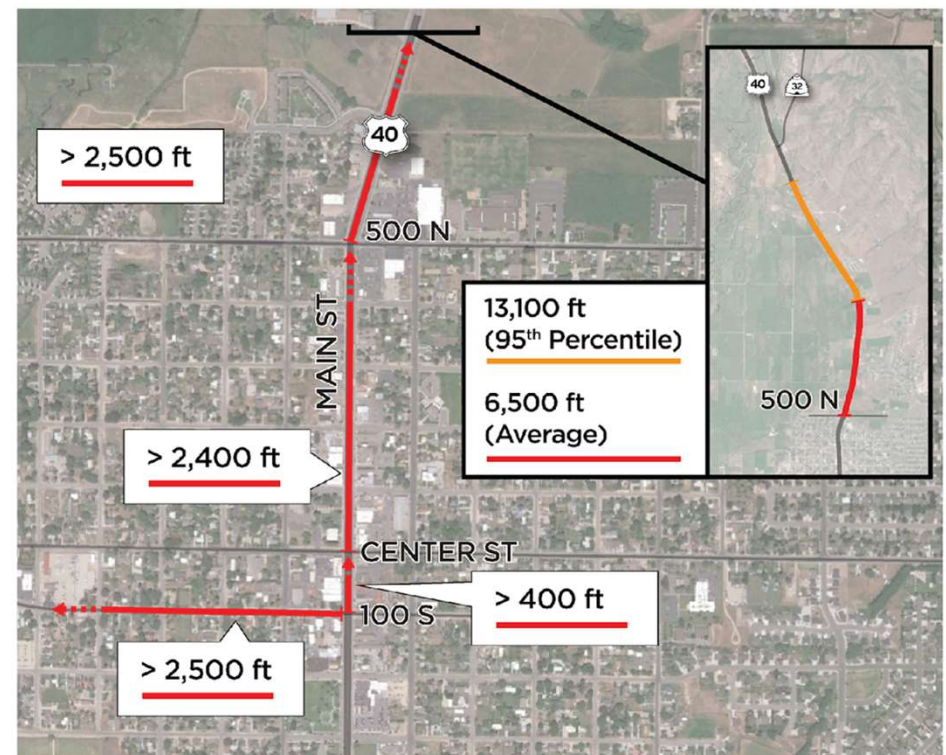 40
32
> 2,500 ft
40
500 N
13,100 ft
(95th Percentile)
6,500 ft
(Average)
500 N
MAIN ST
> 2,400 ft
CENTER ST
> 400 ft
100 S
> 2,500 ft